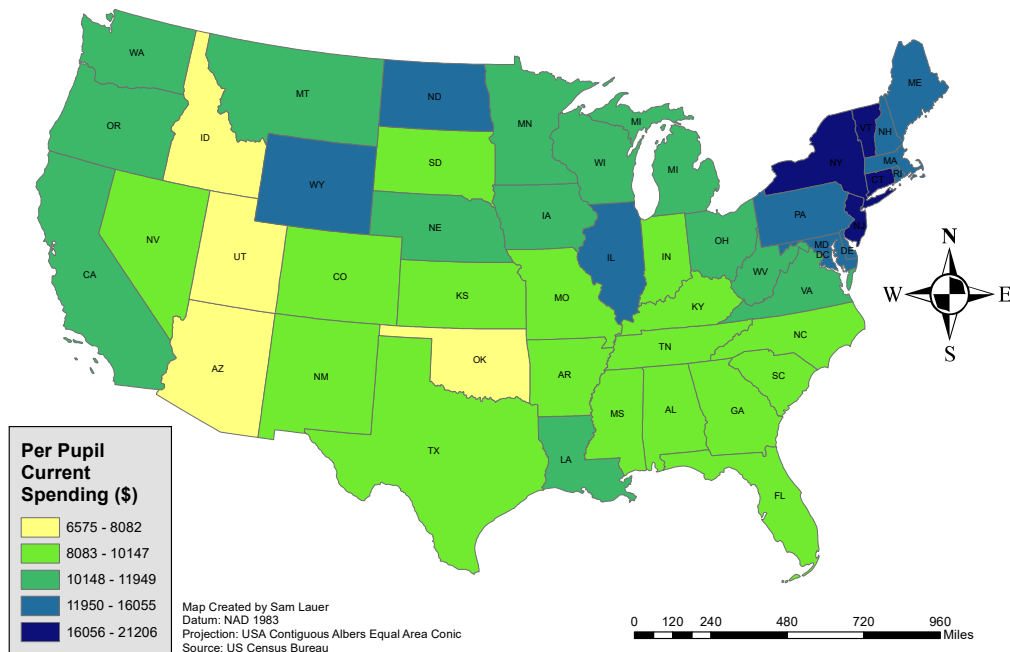 WA
MT
ND
MN
ME
OR
ID
SD
WI
MI
MI
VT
NH
NY
MA
RI
CT
WY
IA
NE
PA
NJ
NV
UT
CO
IL
IN
OH
MD
DC
DE
WV
VA
CA
KS
MO
KY
AZ
NM
OK
AR
TN
NC
SC
MS
AL
GA
TX
LA
FL
N
W
E
S
Per Pupil
Current
Spending ($)
6575 - 8082
8083 - 10147
10148 - 11949
11950 - 16055
16056 - 21206
Map Created by Sam Lauer
Datum: NAD 1983
Projection: USA Contiguous Albers Equal Area Conic
Source: US Census Bureau
0 120 240 480 720 960
Miles